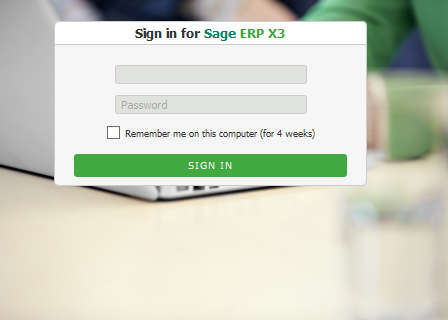 Sign in for Sage ERP X3
Password
Remember me on this computer (for 4 weeks)
SIGN IN